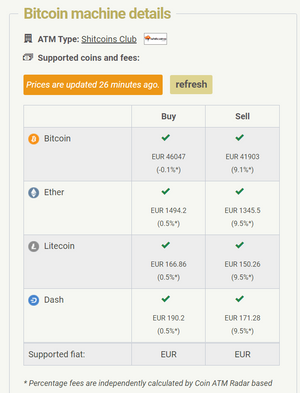 Bitcoin machine details
ATM Type: Shitcoins Club
Supported coins and fees:
Prices are updated 26 minutes ago. refresh
Buy Sell
Bitcoin
EUR 46047 EUR 41903
(-0.1%*) (9.1%*)
Ether
EUR 1494.2 EUR 1345.5
(0.5%*) (9.5%*)
Litecoin
EUR 166.86 EUR 150.26
(0.5%*) (9.5%*)
Dash
EUR 190.2 EUR 171.28
(0.5%*) (9.5%*)
Supported fiat: EUR EUR
* Percentage fees are independently calculated by Coin ATM Radar based